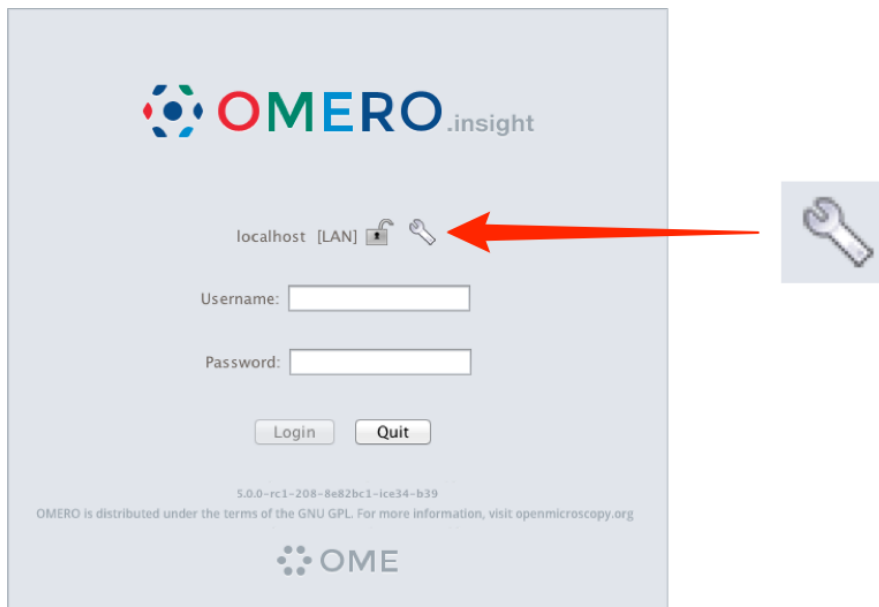 OMERO.insight
localhost [LAN]
Username:
Password:
Login Quit
5.0.0-rc1-208-8e82bc1-ice34-b39
OMERO is distributed under the terms of the GNU GPL. For more information, visit openmicroscopy.org
OME